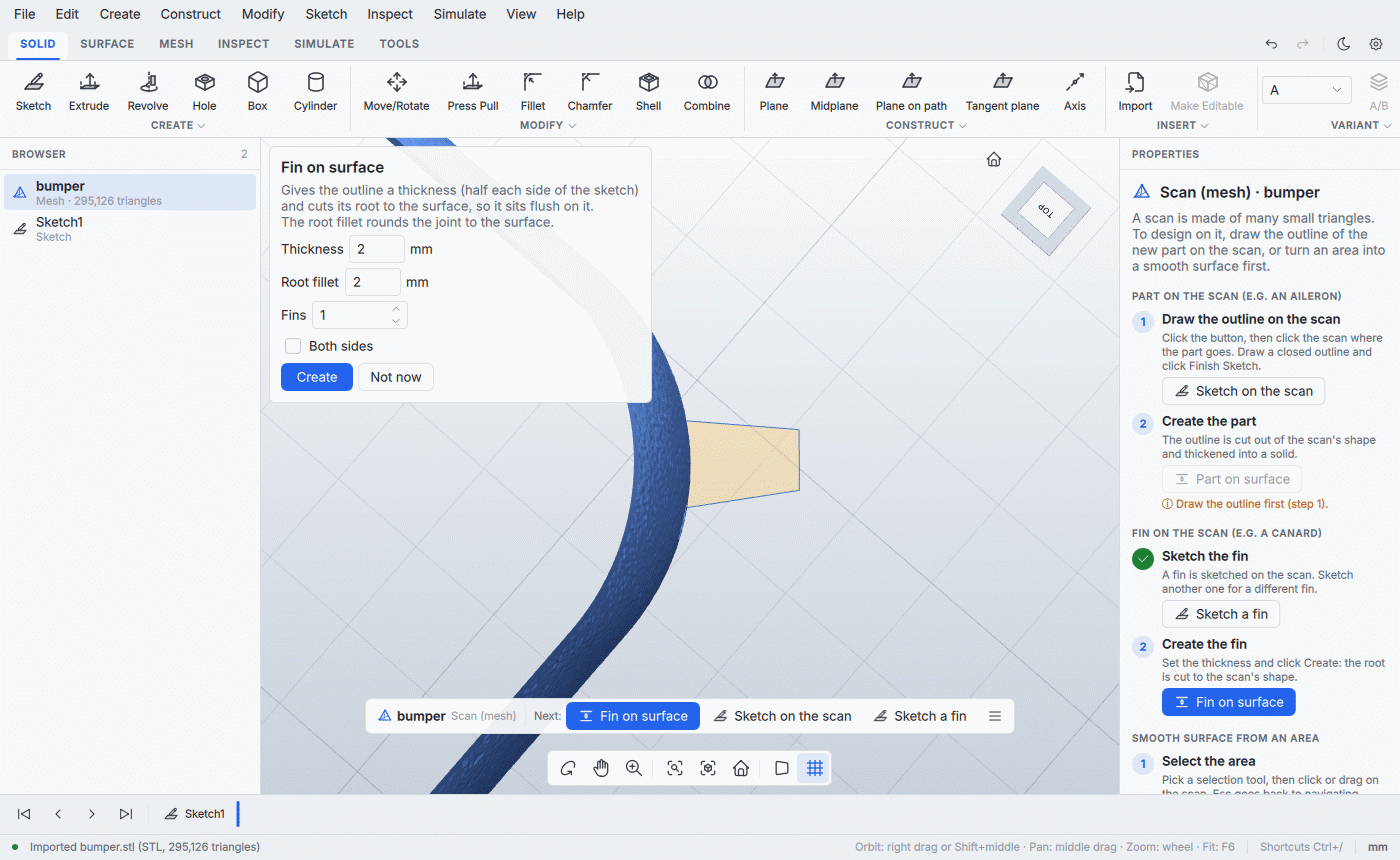 File Edit Create Construct Modify Sketch Inspect Simulate View Help
SOLID SURFACE MESH INSPECT SIMULATE TOOLS
Sketch Extrude Revolve Hole Box Cylinder Move/Rotate Press Pull Fillet Chamfer Shell Combine Plane Midplane Plane on path Tangent plane Axis Import Make Editable A A/B
CREATE MODIFY CONSTRUCT INSERT VARIANT
BROWSER 2
bumper
Mesh · 295,126 triangles
Sketch1
Sketch
Fin on surface
Gives the outline a thickness (half each side of the sketch)
and cuts its root to the surface, so it sits flush on it.
The root fillet rounds the joint to the surface.
Thickness 2 mm
Root fillet 2 mm
Fins 1
Both sides
Create Not now
TOP
PROPERTIES
Scan (mesh) · bumper
A scan is made of many small triangles.
To design on it, draw the outline of the
new part on the scan, or turn an area into
a smooth surface first.
PART ON THE SCAN (E.G. AN AILERON)
1 Draw the outline on the scan
Click the button, then click the scan where
the part goes. Draw a closed outline and
click Finish Sketch.
Sketch on the scan
2 Create the part
The outline is cut out of the scan's shape
and thickened into a solid.
Part on surface
Draw the outline first (step 1).
FIN ON THE SCAN (E.G. A CANARD)
Sketch the fin
A fin is sketched on the scan. Sketch
another one for a different fin.
Sketch a fin
2 Create the fin
Set the thickness and click Create: the root
is cut to the scan's shape.
Fin on surface
SMOOTH SURFACE FROM AN AREA
1 Select the area
Pick a selection tool, then click or drag on
the scan. Esc goes back to navigating.
bumper Scan (mesh) Next: Fin on surface Sketch on the scan Sketch a fin
Sketch1
Imported bumper.stl (STL, 295,126 triangles)
Orbit: right drag or Shift+middle · Pan: middle drag · Zoom: wheel · Fit: F6 Shortcuts Ctrl+/ mm